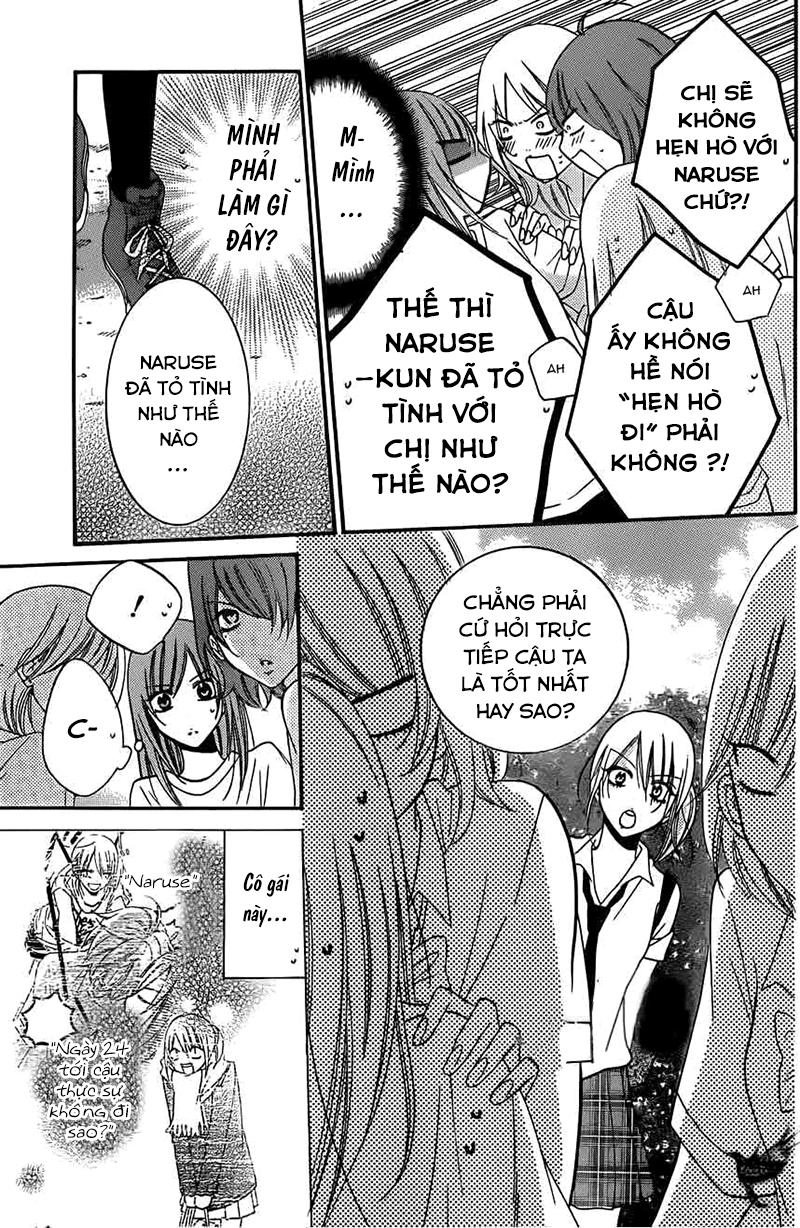 CHỊ SẼ
KHÔNG
HẸN HÒ VỚI
NARUSE
CHỨ?!
AH
CẬU
ẤY KHÔNG
HỀ NÓI
“HẸN HÒ
ĐI” PHẢI
KHÔNG ?!
AH
THẾ THÌ
NARUSE
–KUN ĐÃ TỎ
TÌNH VỚI
CHỊ NHƯ
THẾ NÀO?
M-
Mình
...
MÌNH
PHẢI
LÀM GÌ
ĐÂY?
NARUSE
ĐÃ TỎ TÌNH
NHƯ THẾ
NÀO
...
CHẲNG PHẢI
CỨ HỎI TRỰC
TIẾP CẬU TA
LÀ TỐT NHẤT
HAY SAO?
!
C-
Cô gái
này...
"Naruse"
"Ngày 24
tới cậu
thực sự
không đi
sao?"